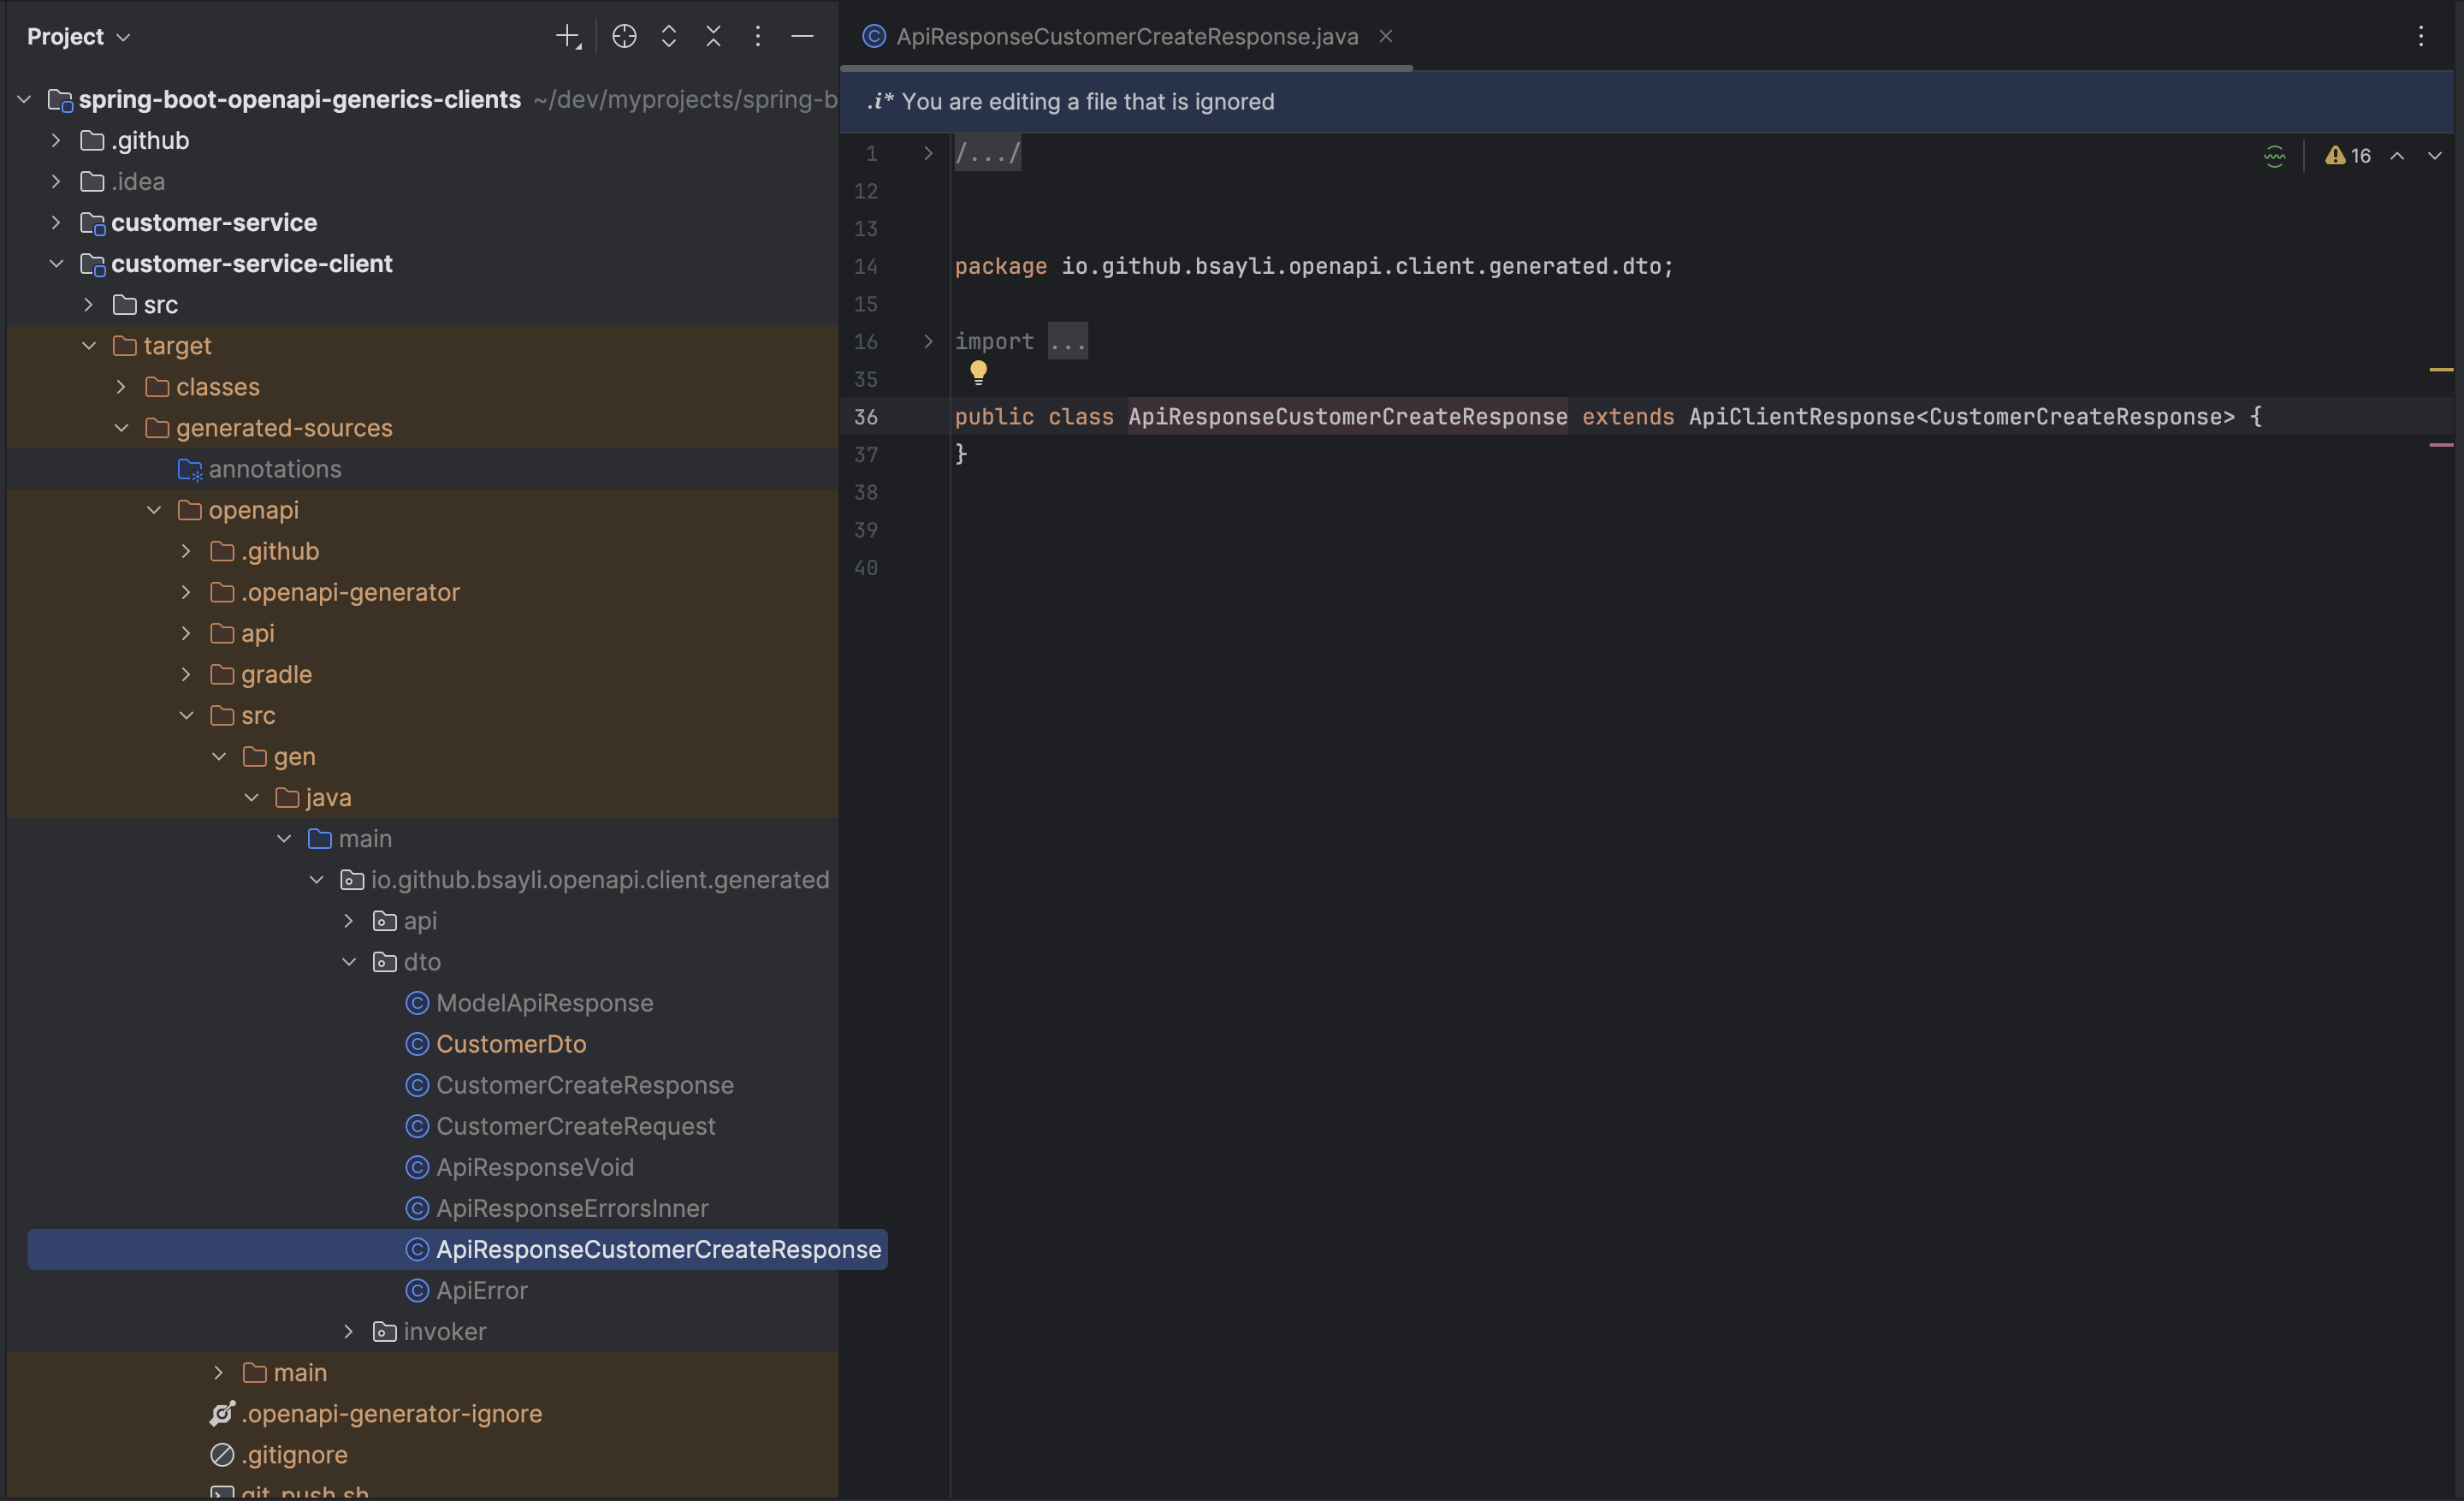 Project
spring-boot-openapi-generics-clients ~/dev/myprojects/spring-b
.github
.idea
customer-service
customer-service-client
src
target
classes
generated-sources
annotations
openapi
.github
.openapi-generator
api
gradle
src
gen
java
main
io.github.bsayli.openapi.client.generated
api
dto
ModelApiResponse
CustomerDto
CustomerCreateResponse
CustomerCreateRequest
ApiResponseVoid
ApiResponseErrorsInner
ApiResponseCustomerCreateResponse
ApiError
invoker
main
.openapi-generator-ignore
.gitignore
git_push.sh
ApiResponseCustomerCreateResponse.java
.i* You are editing a file that is ignored
1 /.../
16
12
13
14 package io.github.bsayli.openapi.client.generated.dto;
15
16 import ...
35
36 public class ApiResponseCustomerCreateResponse extends ApiClientResponse<CustomerCreateResponse> {
37 }
38
39
40